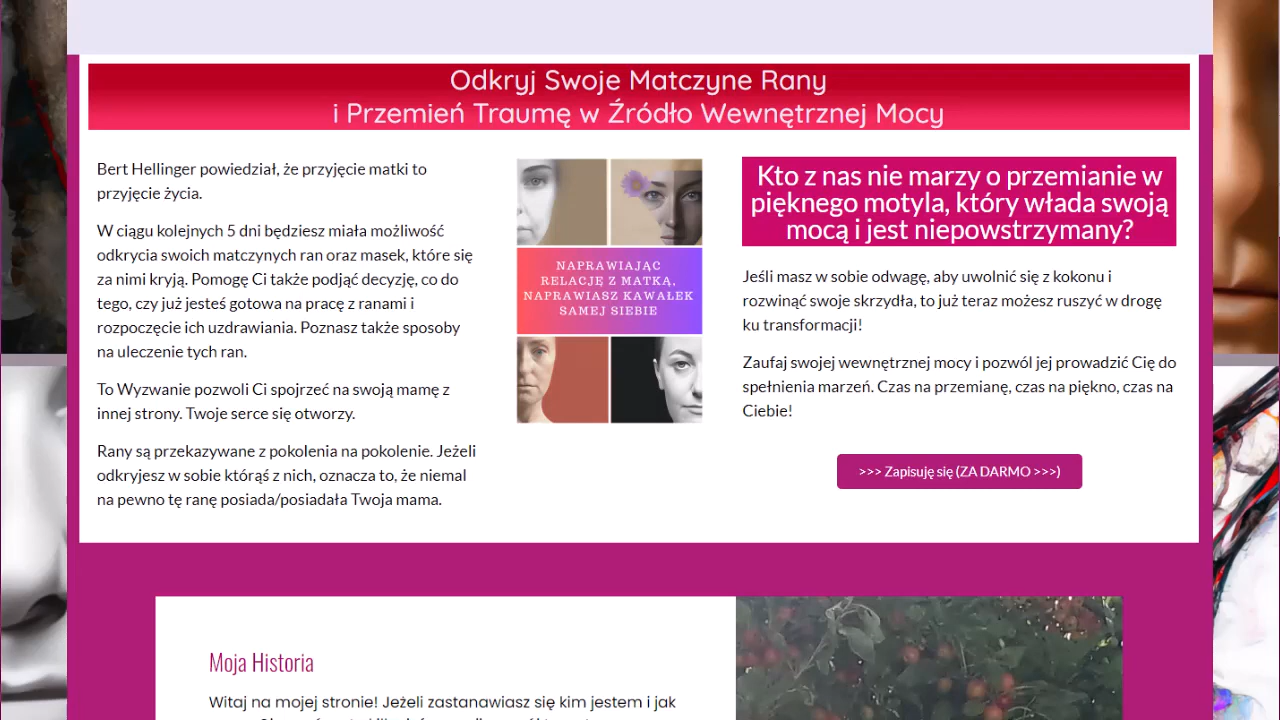 Odkryj Swoje Matczyne Rany
i Przemień Traumę w Źródło Wewnętrznej Mocy
Bert Hellinger powiedział, że przyjęcie matki to
przyjęcie życia.
W ciągu kolejnych 5 dni będziesz miała możliwość
odkrycia swoich matczynych ran oraz masek, które się
za nimi kryją. Pomogę Ci także podjąć decyzję, co do
tego, czy już jesteś gotowa na pracę z ranami i
rozpoczęcie ich uzdrawiania. Poznasz także sposoby
na uleczenie tych ran.
To Wyzwanie pozwoli Ci spojrzeć na swoją mamę z
innej strony. Twoje serce się otworzy.
Rany są przekazywane z pokolenia na pokolenie. Jeżeli
odkryjesz w sobie którąś z nich, oznacza to, że niemal
na pewno tę ranę posiada/posiadała Twoja mama.
NAPRAWIAJĄC
RELACJĘ Z MATKĄ,
NAPRAWIASZ KAWAŁEK
SAMEJ SIEBIE
Kto z nas nie marzy o przemianie w
pięknego motyla, który włada swoją
mocą i jest niepowstrzymany?
Jeśli masz w sobie odwagę, aby uwolnić się z kokonu i
rozwinąć swoje skrzydła, to już teraz możesz ruszyć w drogę
ku transformacji!
Zaufaj swojej wewnętrznej mocy i pozwól jej prowadzić Cię do
spełnienia marzeń. Czas na przemianę, czas na piękno, czas na
Ciebie!
>>> Zapisuję się (ZA DARMO >>>)
Moja Historia
Witaj na mojej stronie! Jeżeli zastanawiasz się kim jestem i jak